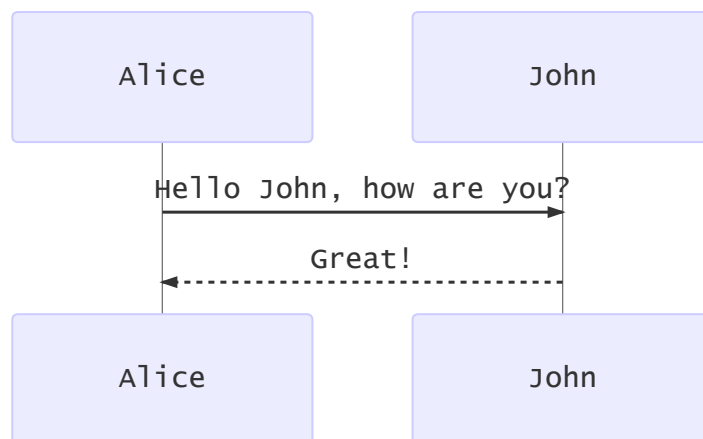 Alice
John
Hello John, how are you?
Great!
Alice
John